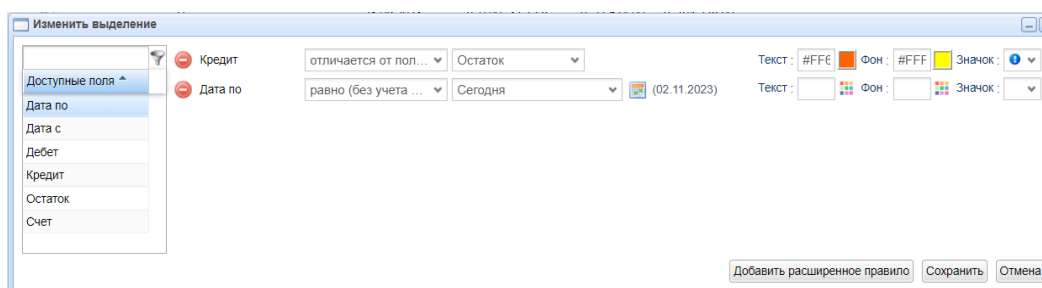 Изменить выделение
Кредит отличается от пол... Остаток Текст : #FF6 Фон : #FFF Значок :
Доступные поля
Дата по равно (без учета ... Сегодня (02.11.2023) Текст : Фон : Значок :
Дата по
Дата с
Дебет
Кредит
Остаток
Счет
Добавить расширенное правило Сохранить Отмена